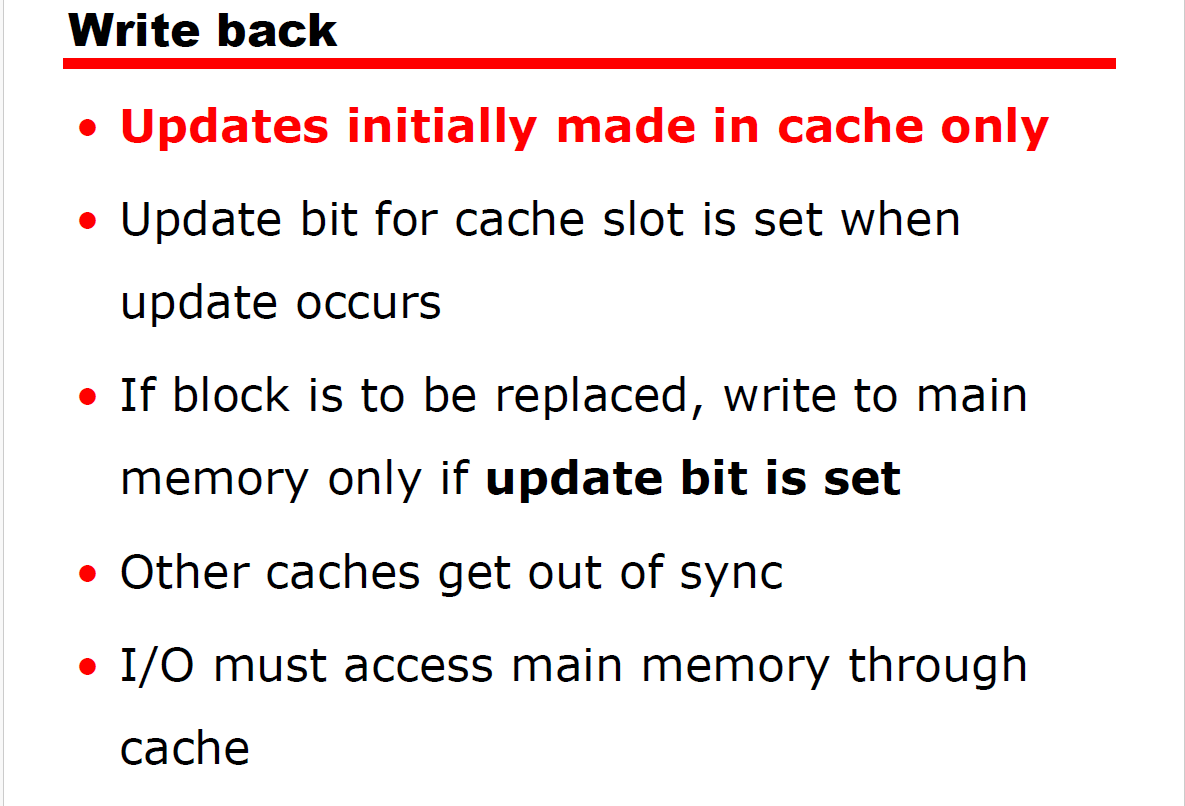 Write back
• Updates initially made in cache only
• Update bit for cache slot is set when
update occurs
• If block is to be replaced, write to main
memory only if update bit is set
• Other caches get out of sync
• I/O must access main memory through
cache